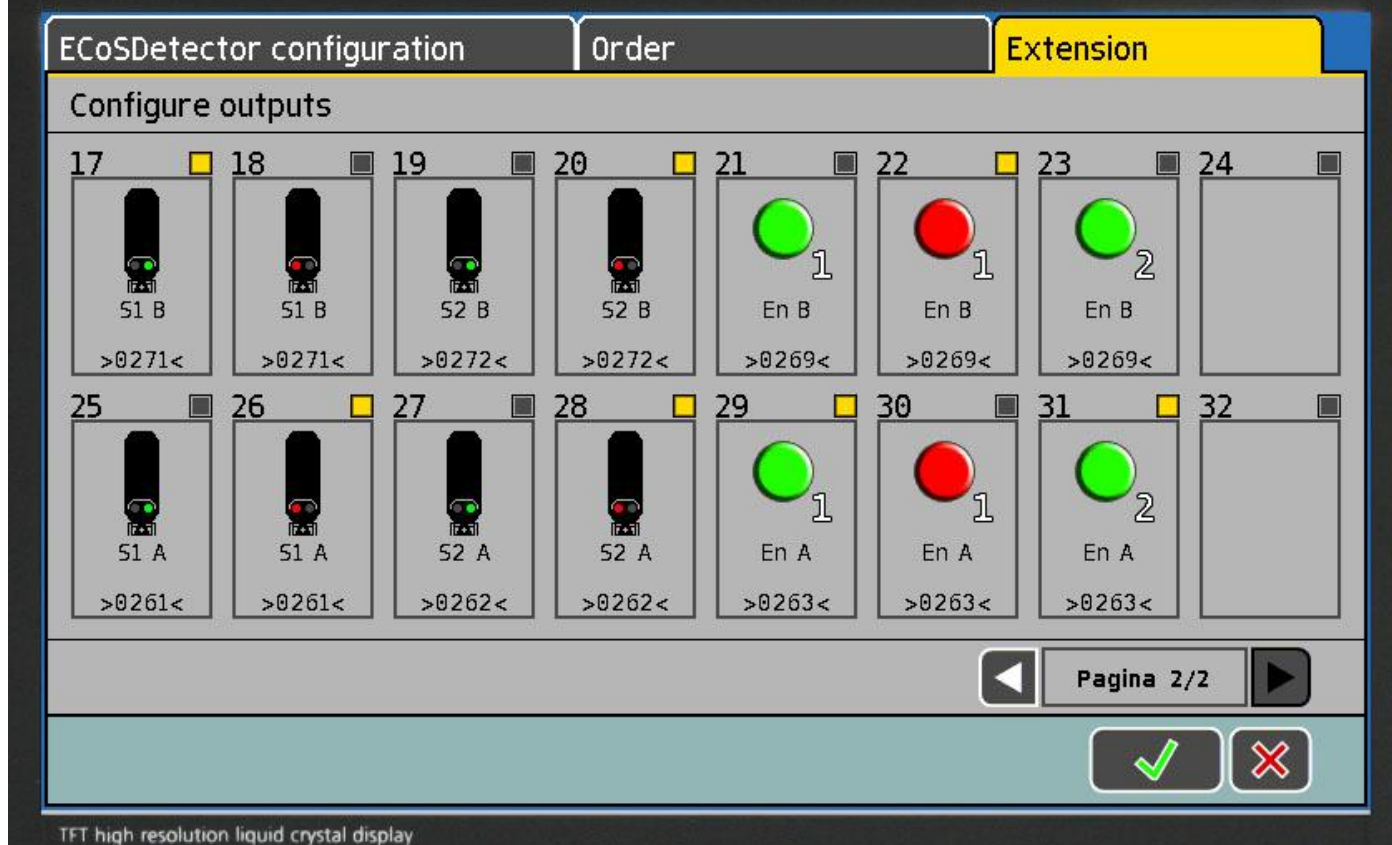 ECoSDetector configuration Order Extension
Configure outputs
17 18 19 20 21 22 23 24
1 1 2
S1 B S1 B S2 B S2 B En B En B En B
>0271< >0271< >0272< >0272< >0269< >0269< >0269<
25 26 27 28 29 30 31 32
1 1 2
S1 A S1 A S2 A S2 A En A En A En A
>0261< >0261< >0262< >0262< >0263< >0263< >0263<
Pagina 2/2
TFT high resolution liquid crystal display